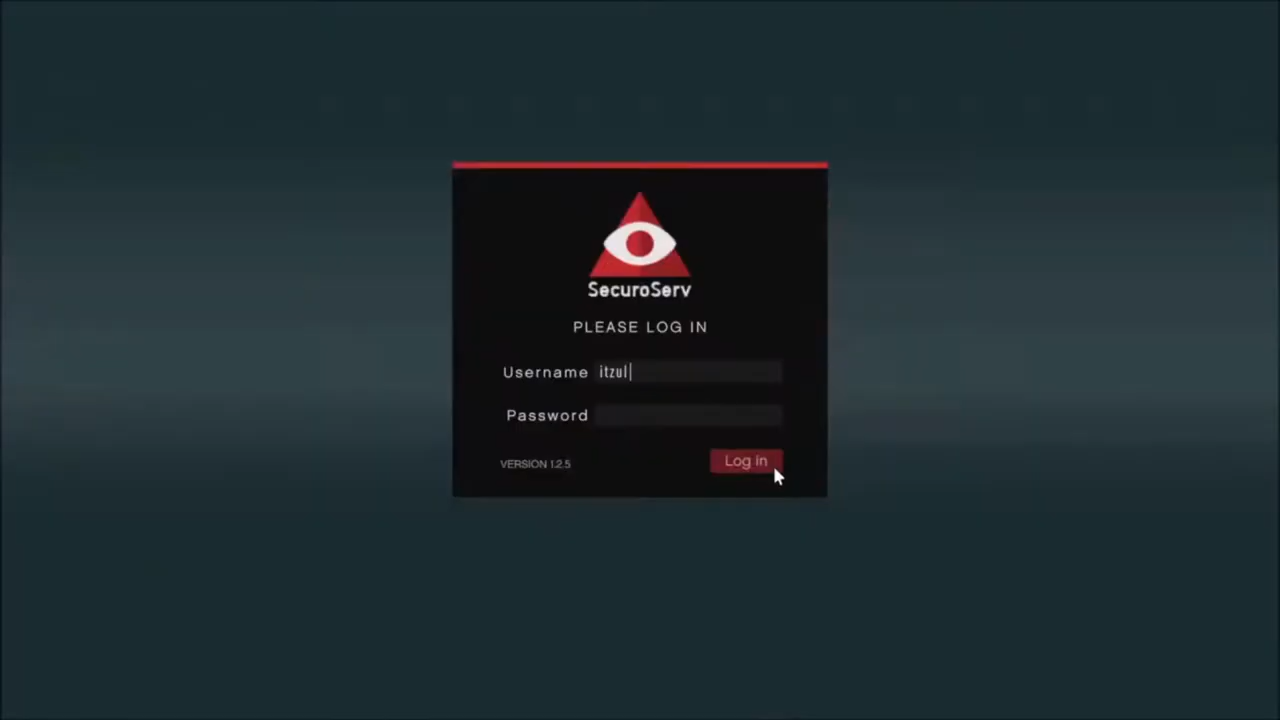 SecuroServ
PLEASE LOG IN
Username itzul
Password
VERSION 1.2.5
Log in